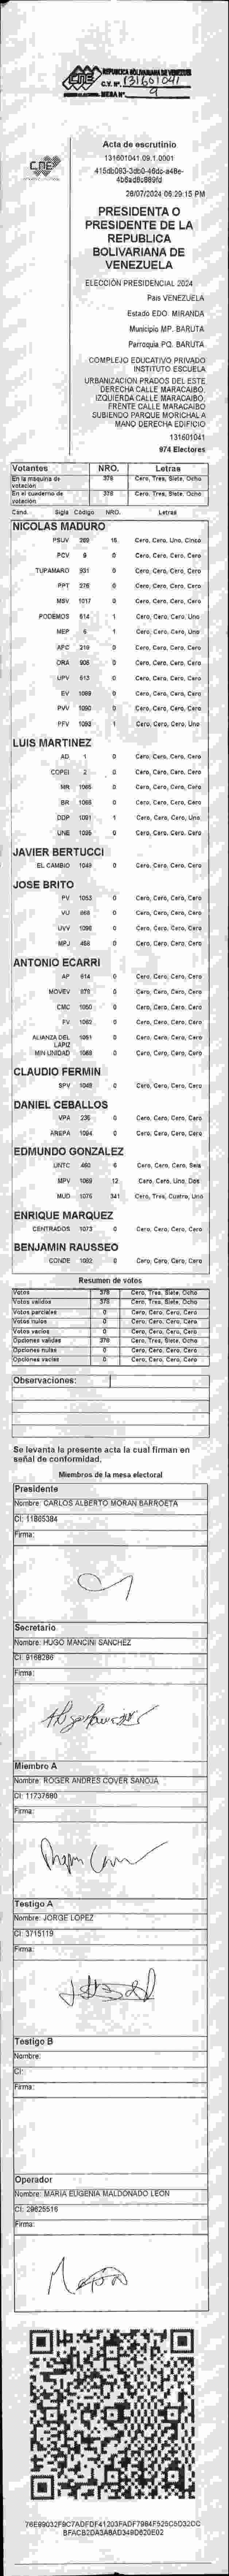 REPUBLICA BOLIVARIANA DE VENEZUELA
C.V. N°. 131601041
MESA N°. 9
CNE
Acta de escrutinio
131601041.09.1.0001
28/07/2024 06:29:15 PM
PRESIDENTA O
PRESIDENTE DE LA
REPUBLICA
BOLIVARIANA DE
VENEZUELA
ELECCIÓN PRESIDENCIAL 2024
País VENEZUELA
Estado EDO. MIRANDA
Municipio MP. BARUTA
Parroquia PQ. BARUTA
COMPLEJO EDUCATIVO PRIVADO
INSTITUTO ESCUELA
URBANIZACION PRADOS DEL ESTE
DERECHA CALLE MARACAIBO.
IZQUIERDA CALLE MARACAIBO.
FRENTE CALLE MARACAIBO
SUBIENDO PARQUE MORICHAL A
MANO DERECHA EDIFICIO
131601041
974 Electores
Votantes NRO. Letras
En la máquina de votación 378 Cero, Tres, Siete, Ocho
En el cuaderno de votación 378 Cero, Tres, Siete, Ocho
Cand. Sigla Código NRO. Letras
NICOLAS MADURO
PSUV 269 15 Cero, Cero, Uno, Cinco
PCV 9 0 Cero, Cero, Cero, Cero
TUPAMARO 931 0 Cero, Cero, Cero, Cero
PPT 276 0 Cero, Cero, Cero, Cero
MSV 1017 0 Cero, Cero, Cero, Cero
PODEMOS 614 1 Cero, Cero, Cero, Uno
MEP 6 1 Cero, Cero, Cero, Uno
APC 219 0 Cero, Cero, Cero, Cero
ORA 906 0 Cero, Cero, Cero, Cero
UPV 613 0 Cero, Cero, Cero, Cero
EV 1089 0 Cero, Cero, Cero, Cero
PVV 1090 0 Cero, Cero, Cero, Cero
PFV 1093 1 Cero, Cero, Cero, Uno
LUIS MARTINEZ
AD 1 0 Cero, Cero, Cero, Cero
COPEI 2 0 Cero, Cero, Cero, Cero
MR 1065 0 Cero, Cero, Cero, Cero
BR 1066 0 Cero, Cero, Cero, Cero
DDP 1091 1 Cero, Cero, Cero, Uno
UNE 1095 0 Cero, Cero, Cero, Cero
JAVIER BERTUCCI
EL CAMBIO 1049 0 Cero, Cero, Cero, Cero
JOSE BRITO
PV 1053 0 Cero, Cero, Cero, Cero
VU 868 0 Cero, Cero, Cero, Cero
UVV 1096 0 Cero, Cero, Cero, Cero
MPJ 468 0 Cero, Cero, Cero, Cero
ANTONIO ECARRI
AP 914 0 Cero, Cero, Cero, Cero
MOVEV 878 0 Cero, Cero, Cero, Cero
CMC 1050 0 Cero, Cero, Cero, Cero
FV 1062 0 Cero, Cero, Cero, Cero
ALIANZA DEL LAPIZ 1051 0 Cero, Cero, Cero, Cero
MIN UNIDAD 1068 0 Cero, Cero, Cero, Cero
CLAUDIO FERMIN
SPV 1048 0 Cero, Cero, Cero, Cero
DANIEL CEBALLOS
VPA 235 0 Cero, Cero, Cero, Cero
AREPA 1094 0 Cero, Cero, Cero, Cero
EDMUNDO GONZALEZ
UNTC 460 6 Cero, Cero, Cero, Seis
MPV 1069 12 Cero, Cero, Uno, Dos
MUD 1076 341 Cero, Tres, Cuatro, Uno
ENRIQUE MARQUEZ
CENTRADOS 1073 0 Cero, Cero, Cero, Cero
BENJAMIN RAUSSEO
CONDE 1092 0 Cero, Cero, Cero, Cero
Resumen de votos
Votos 378 Cero, Tres, Siete, Ocho
Votos validos 378 Cero, Tres, Siete, Ocho
Votos parciales 0 Cero, Cero, Cero, Cero
Votos nulos 0 Cero, Cero, Cero, Cero
Votos vacios 0 Cero, Cero, Cero, Cero
Opciones validas 378 Cero, Tres, Siete, Ocho
Opciones nulas 0 Cero, Cero, Cero, Cero
Opciones vacias 0 Cero, Cero, Cero, Cero
Observaciones:
Se levanta la presente acta la cual firman en
señal de conformidad,
Miembros de la mesa electoral
Presidente
Nombre: CARLOS ALBERTO MORAN BARROETA
CI: 11865384
Firma:
Secretario
Nombre: HUGO MANCINI SANCHEZ
CI: 9168286
Firma:
Miembro A
Nombre: ROGER ANDRES COVER SANOJA
CI: 11737680
Firma:
Testigo A
Nombre: JORGE LOPEZ
CI: 3715119
Firma:
Testigo B
Nombre:
CI:
Firma:
Operador
Nombre: MARIA EUGENIA MALDONADO LEON
CI: 29625516
Firma: